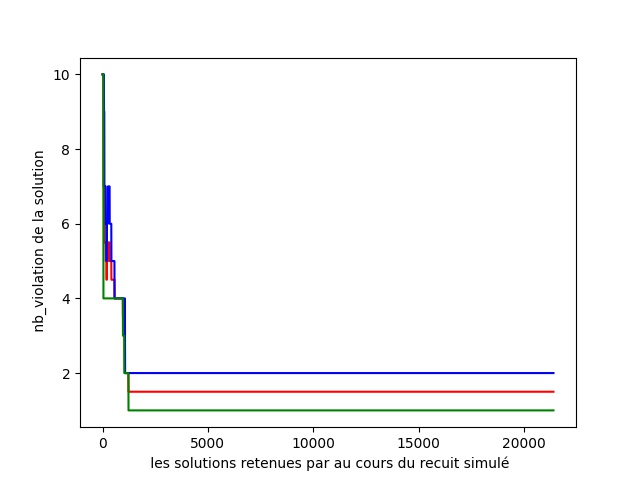 10
8
6
4
2
nb_violation de la solution
0 5000 10000 15000 20000
les solutions retenues par au cours du recuit simulé